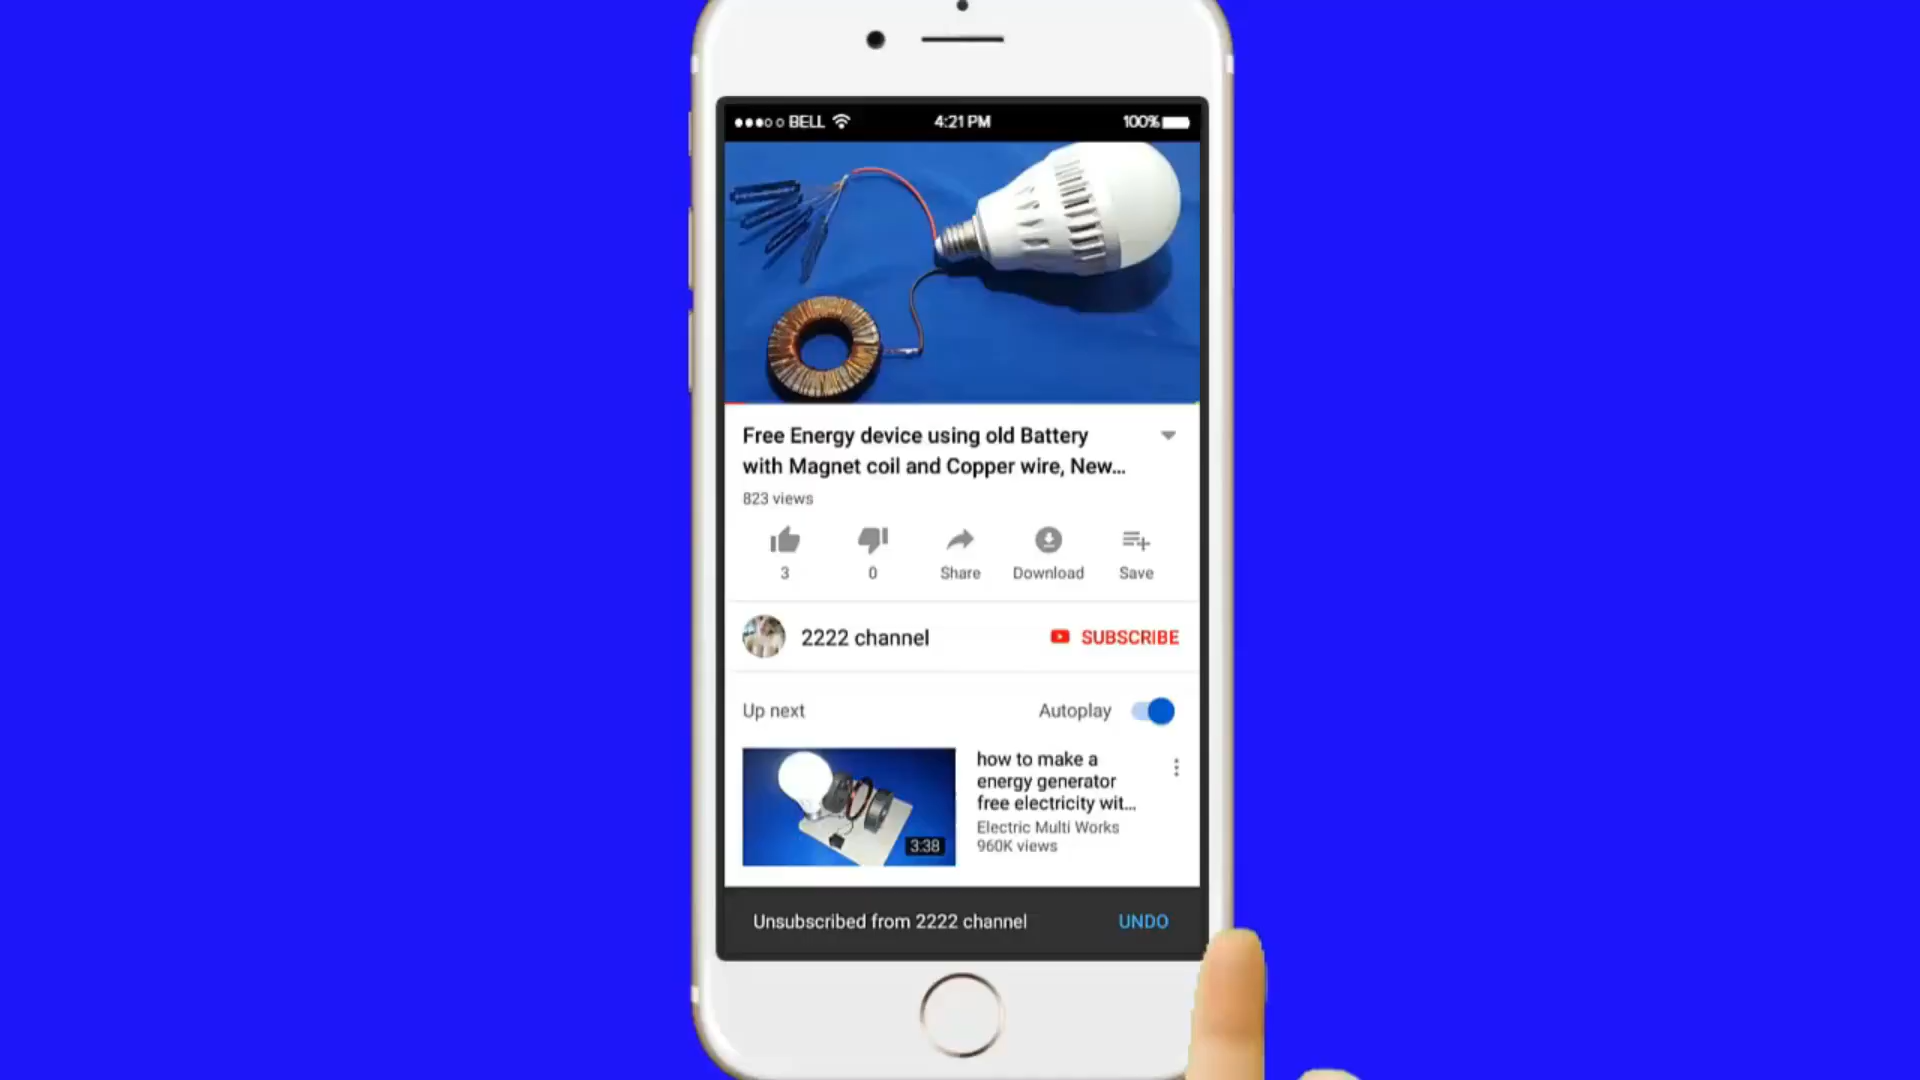 BELL 4:21 PM 100%
Free Energy device using old Battery
with Magnet coil and Copper wire, New...
823 views
3 0 Share Download Save
2222 channel SUBSCRIBE
Up next Autoplay
how to make a
energy generator
free electricity wit...
Electric Multi Works
960K views
3:38
Unsubscribed from 2222 channel UNDO